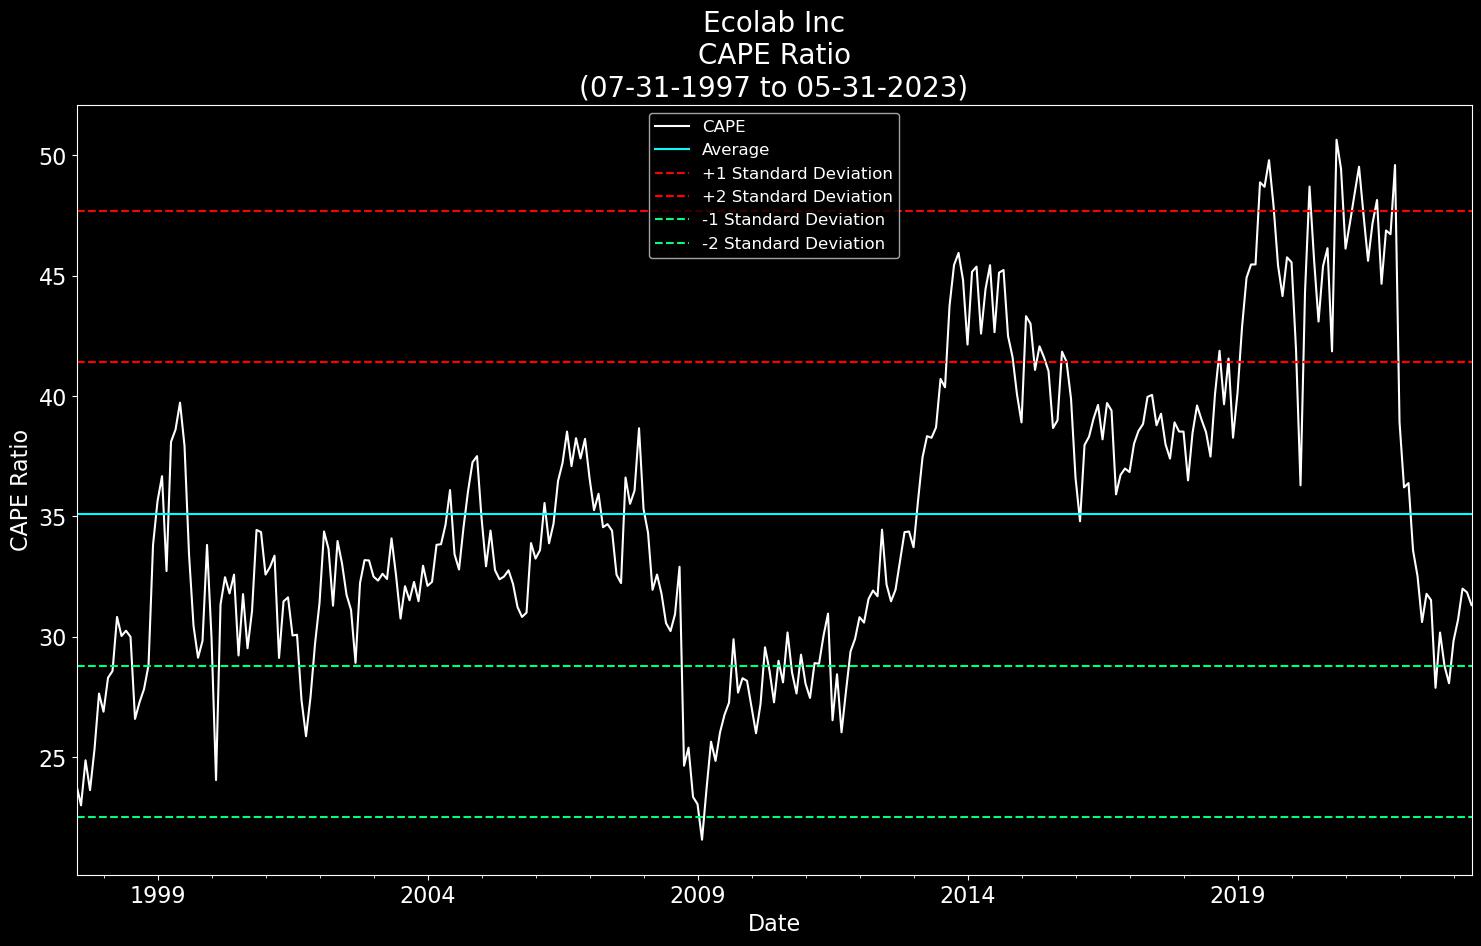 Ecolab Inc
CAPE Ratio
(07-31-1997 to 05-31-2023)
CAPE
Average
+1 Standard Deviation
+2 Standard Deviation
-1 Standard Deviation
-2 Standard Deviation
CAPE Ratio
50
45
40
35
30
25
1999 2004 2009 2014 2019
Date